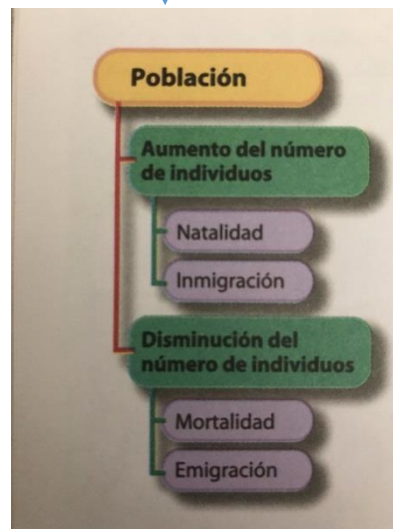 Población
Aumento del número
de individuos
Natalidad
Inmigración
Disminución del
número de individuos
Mortalidad
Emigración